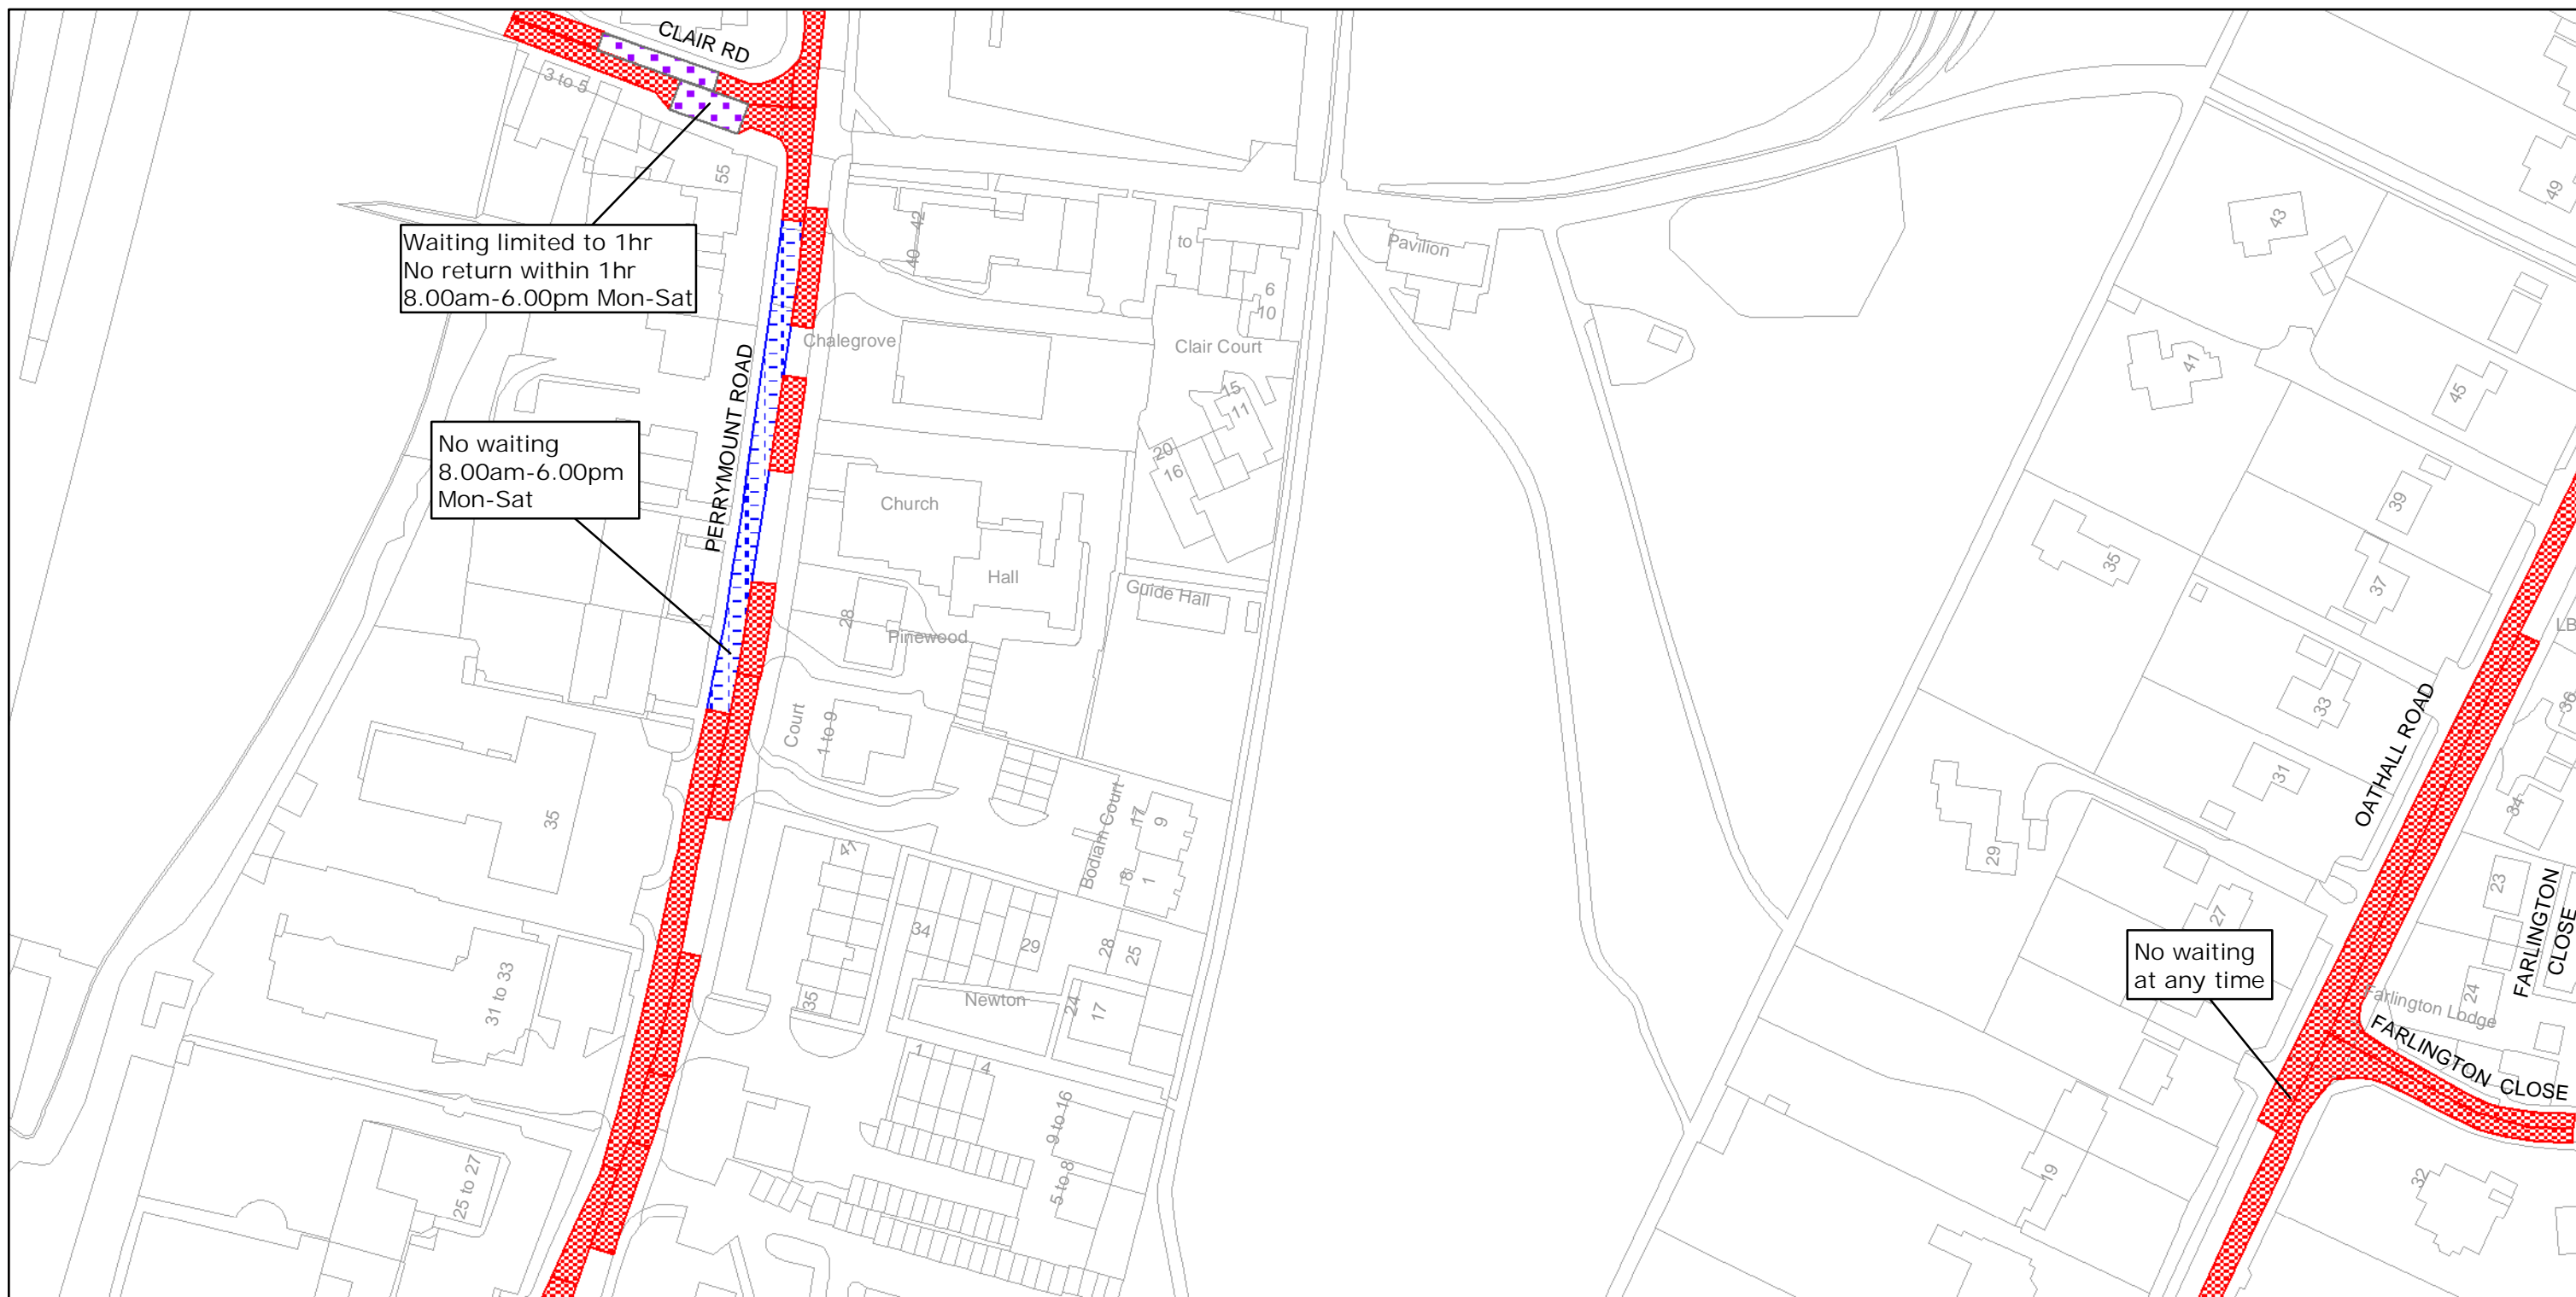 CLAIR RD
3 to 5
55
Waiting limited to 1hr
No return within 1hr
8.00am-6.00pm Mon-Sat
40
42
to
6
10
Pavilion
43
49
Chalegrove
Clair Court
41
45
PERRYMOUNT ROAD
15
11
20
16
No waiting
8.00am-6.00pm
Mon-Sat
Church
39
35
Hall
Guide Hall
37
28
Pinewood
LB
33
36
Court
1 to 9
OATHALL ROAD
31
34
35
Bodiam Court
17
9
8
1
41
29
23
FARLINGTON
CLOSE
27
34
29
28
25
No waiting
at any time
31 to 33
35
Newton
24
17
24
Farlington Lodge
FARLINGTON CLOSE
1
4
9 to 16
5 to 8
25 to 27
19
32